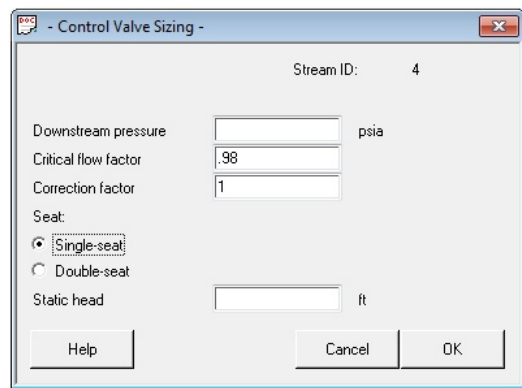 - Control Valve Sizing -
Stream ID: 4
Downstream pressure psia
Critical flow factor .98
Correction factor 1
Seat:
Single-seat
Double-seat
Static head ft
Help Cancel OK